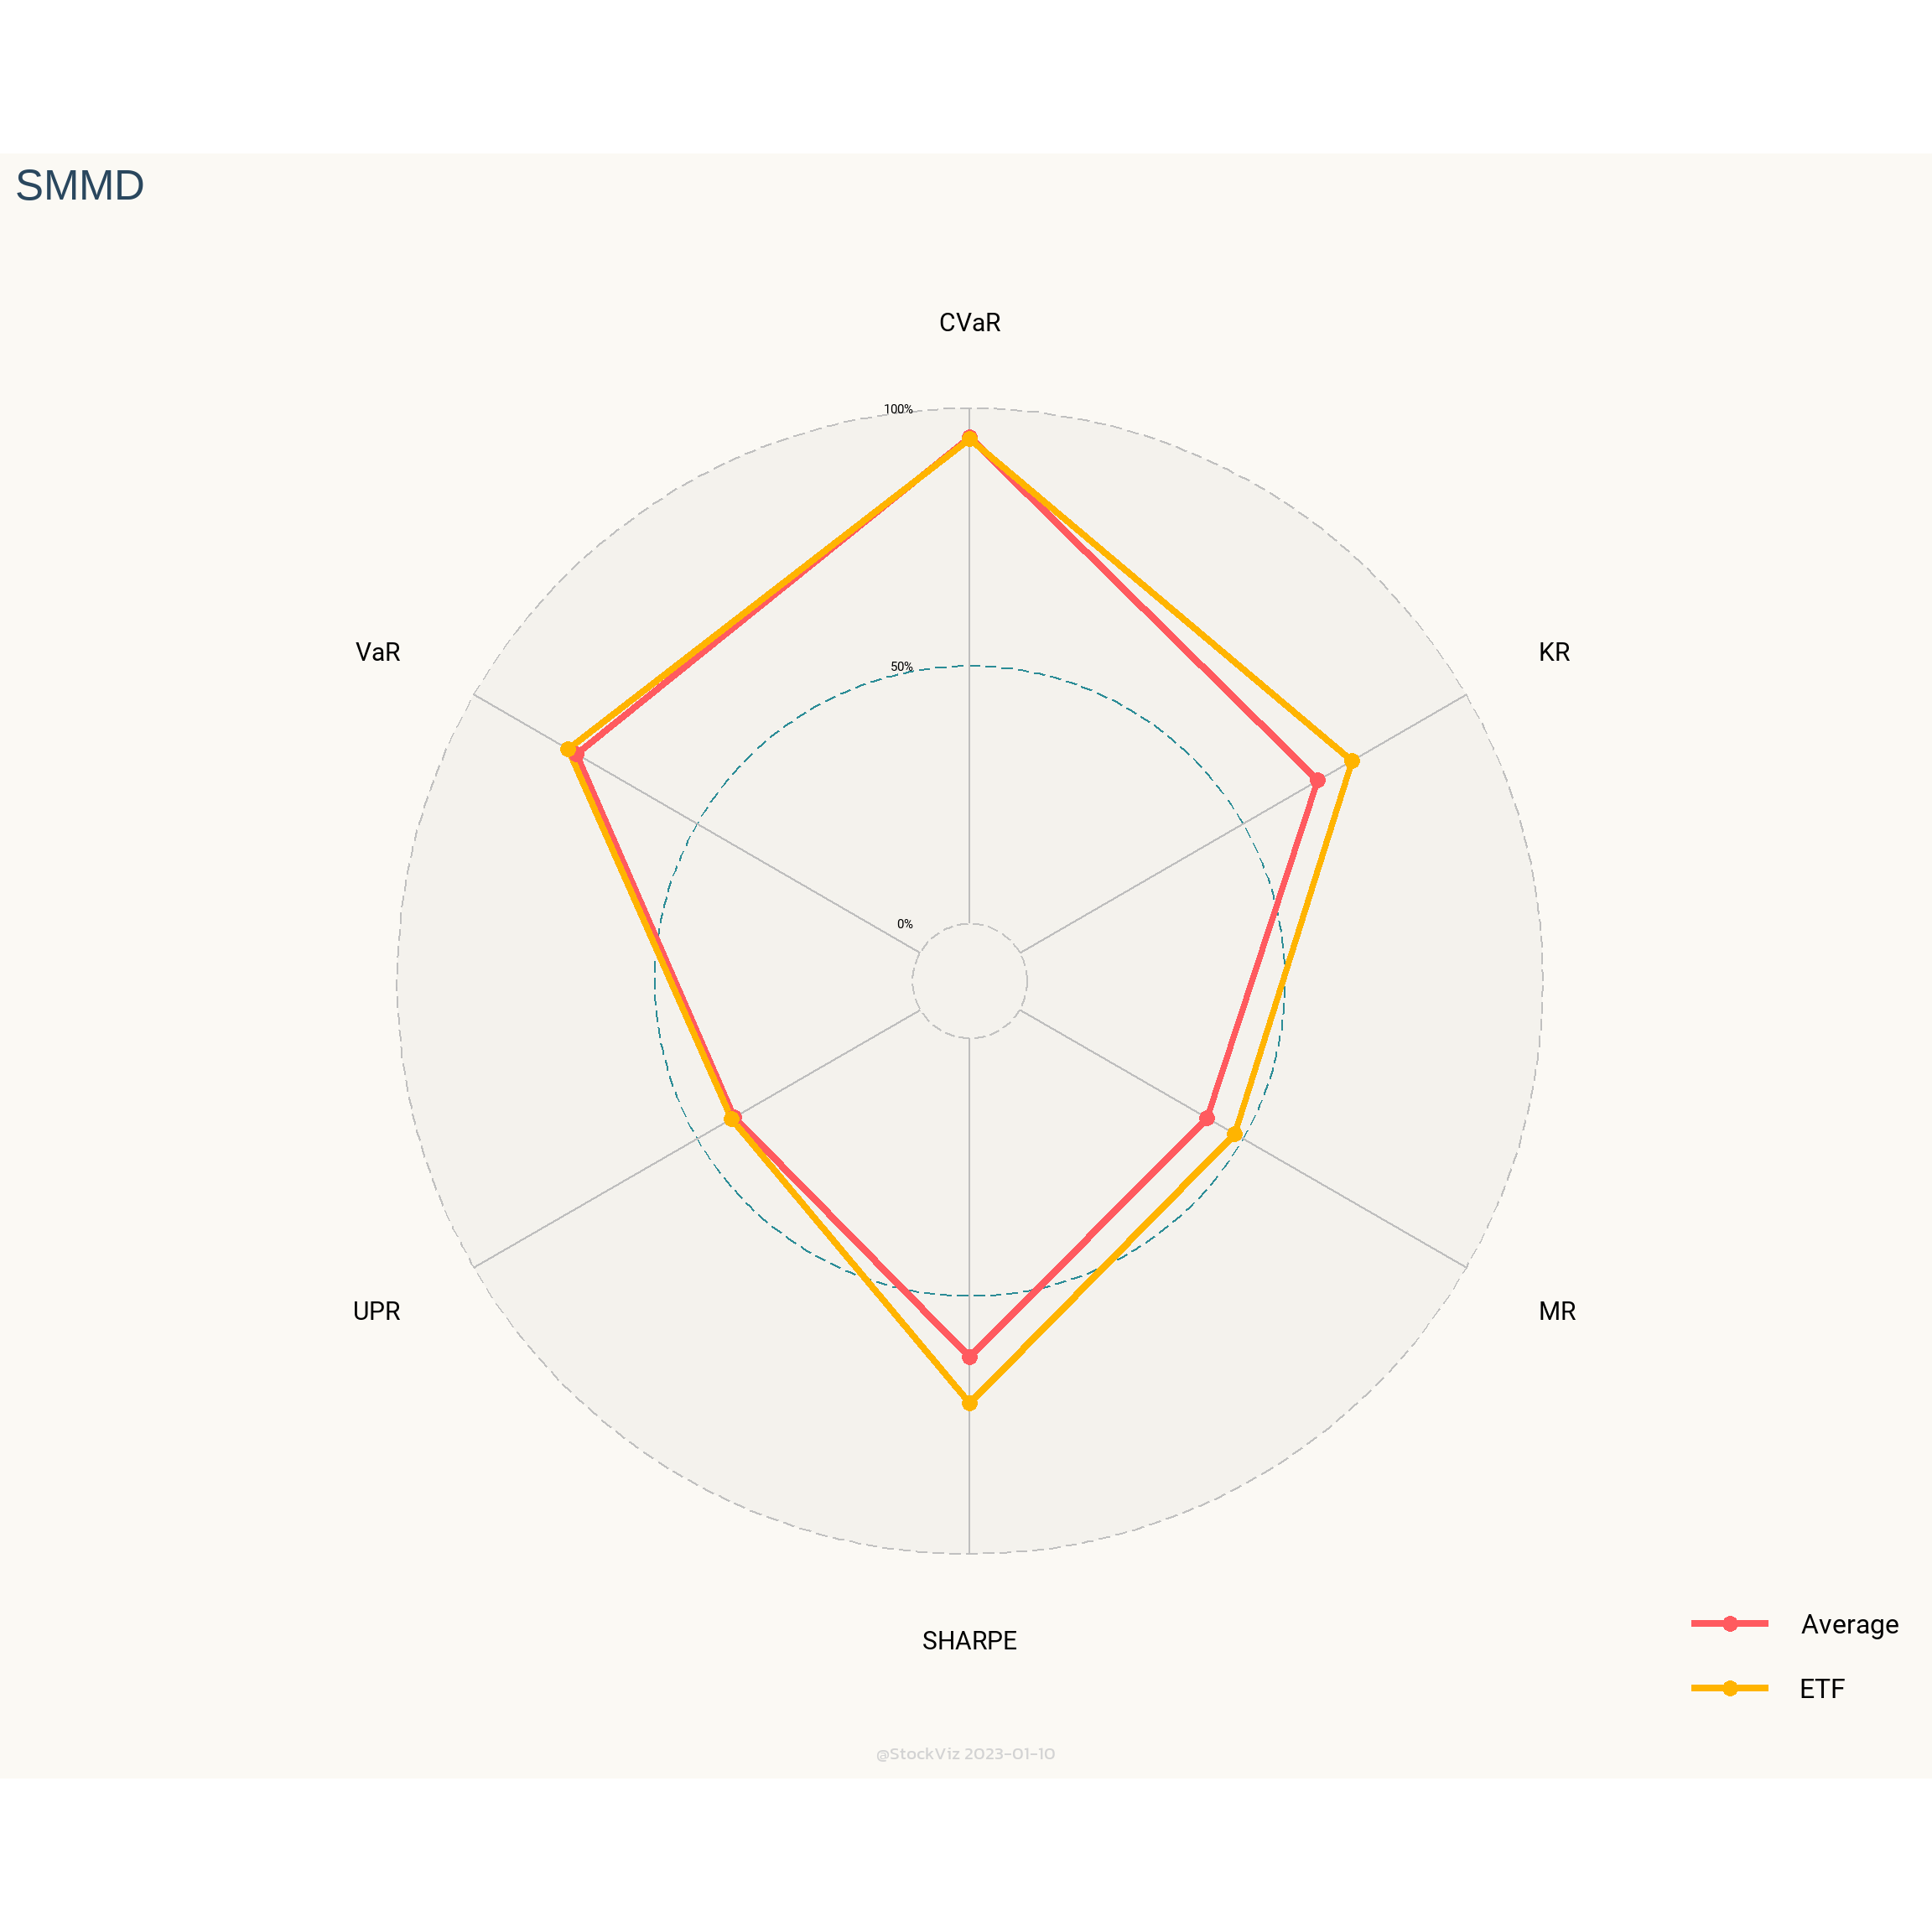 SMMD
CVaR
100%
VaR
KR
50%
0%
UPR
MR
SHARPE
Average
ETF
@StockViz 2023-01-10